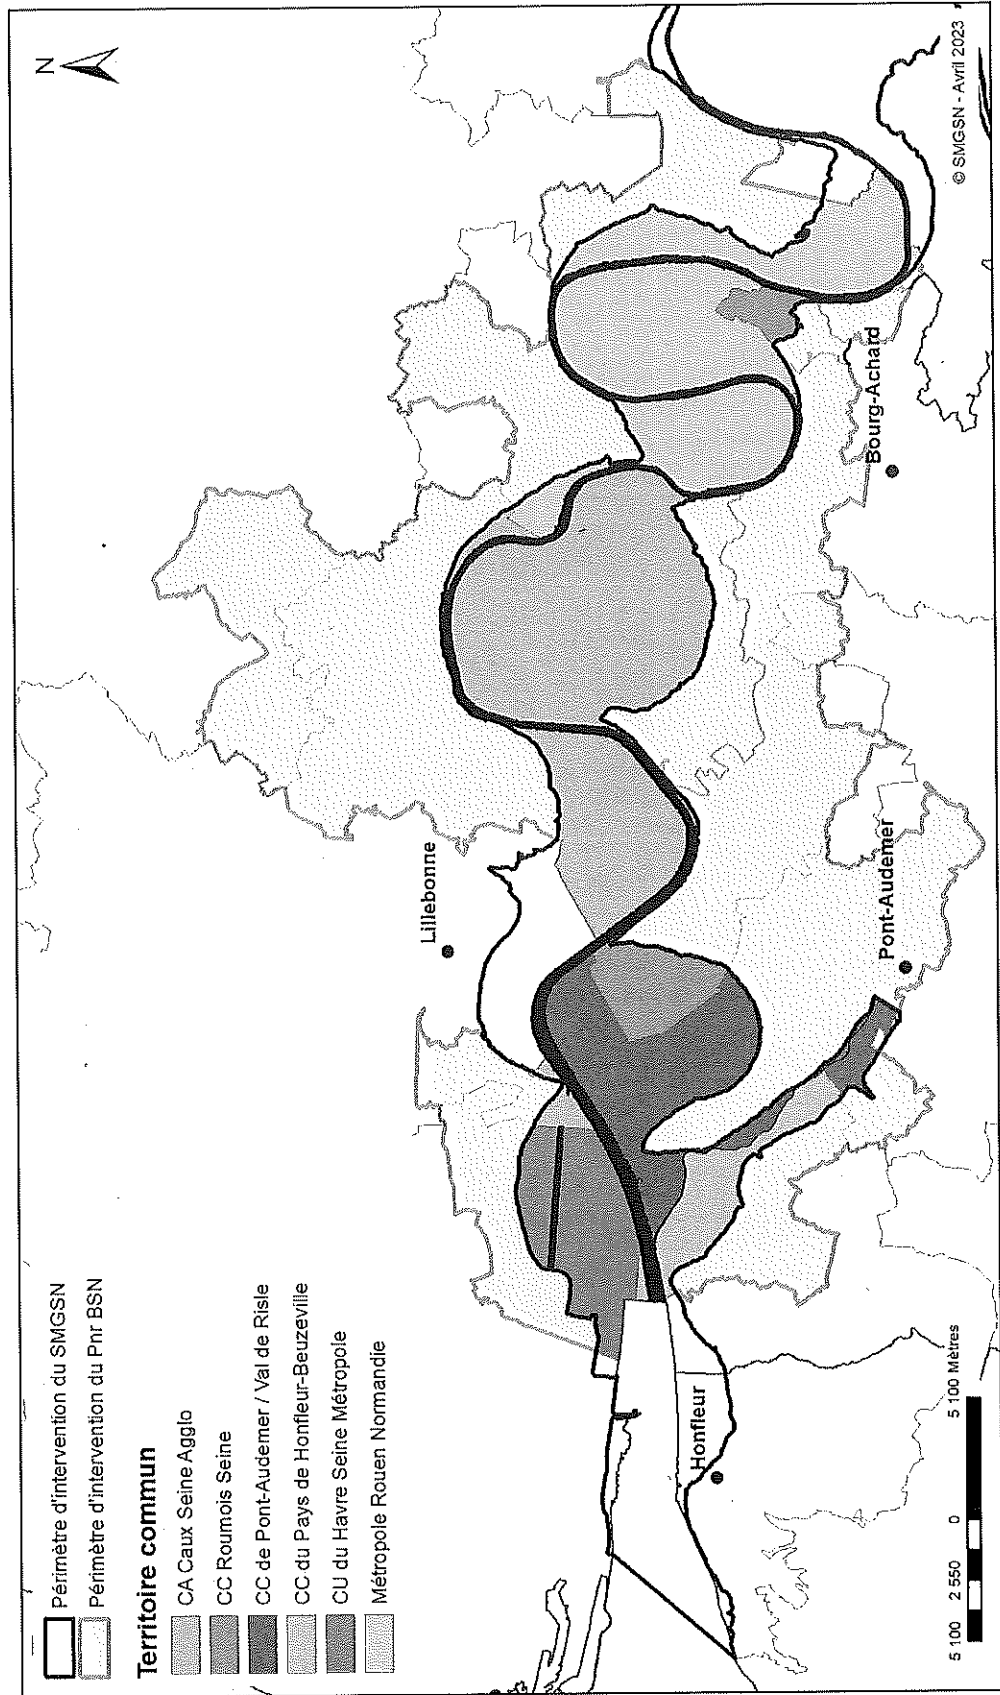 N
Périmètre d'intervention du SMGSN
Périmètre d'intervention du Pnr BSN
Territoire commun
CA Caux Seine Agglo
CC Roumois Seine
CC de Pont-Audemer / Val de Risle
CC du Pays de Honfleur-Beuzeville
CU du Havre Seine Métropole
Métropole Rouen Normandie
Lillebonne
Honfleur
Pont-Audemer
Bourg-Achard
5 100 2 550 0 5 100 Mètres
© SMGSN - Avril 2023